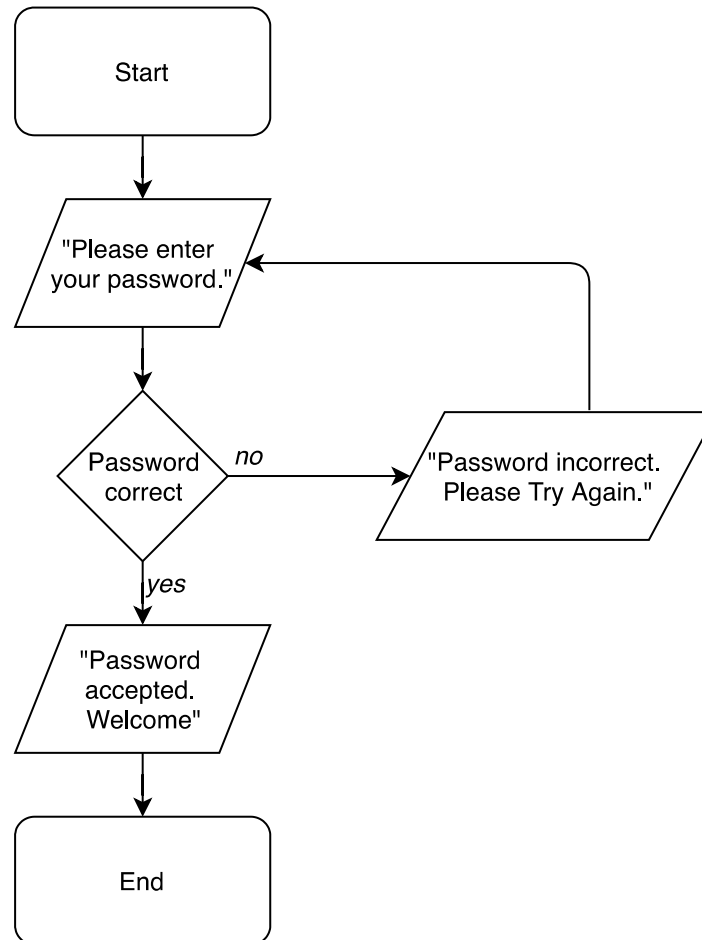 Start
"Please enter
your password."
Password
correct
no
"Password incorrect.
Please Try Again."
yes
"Password
accepted.
Welcome"
End